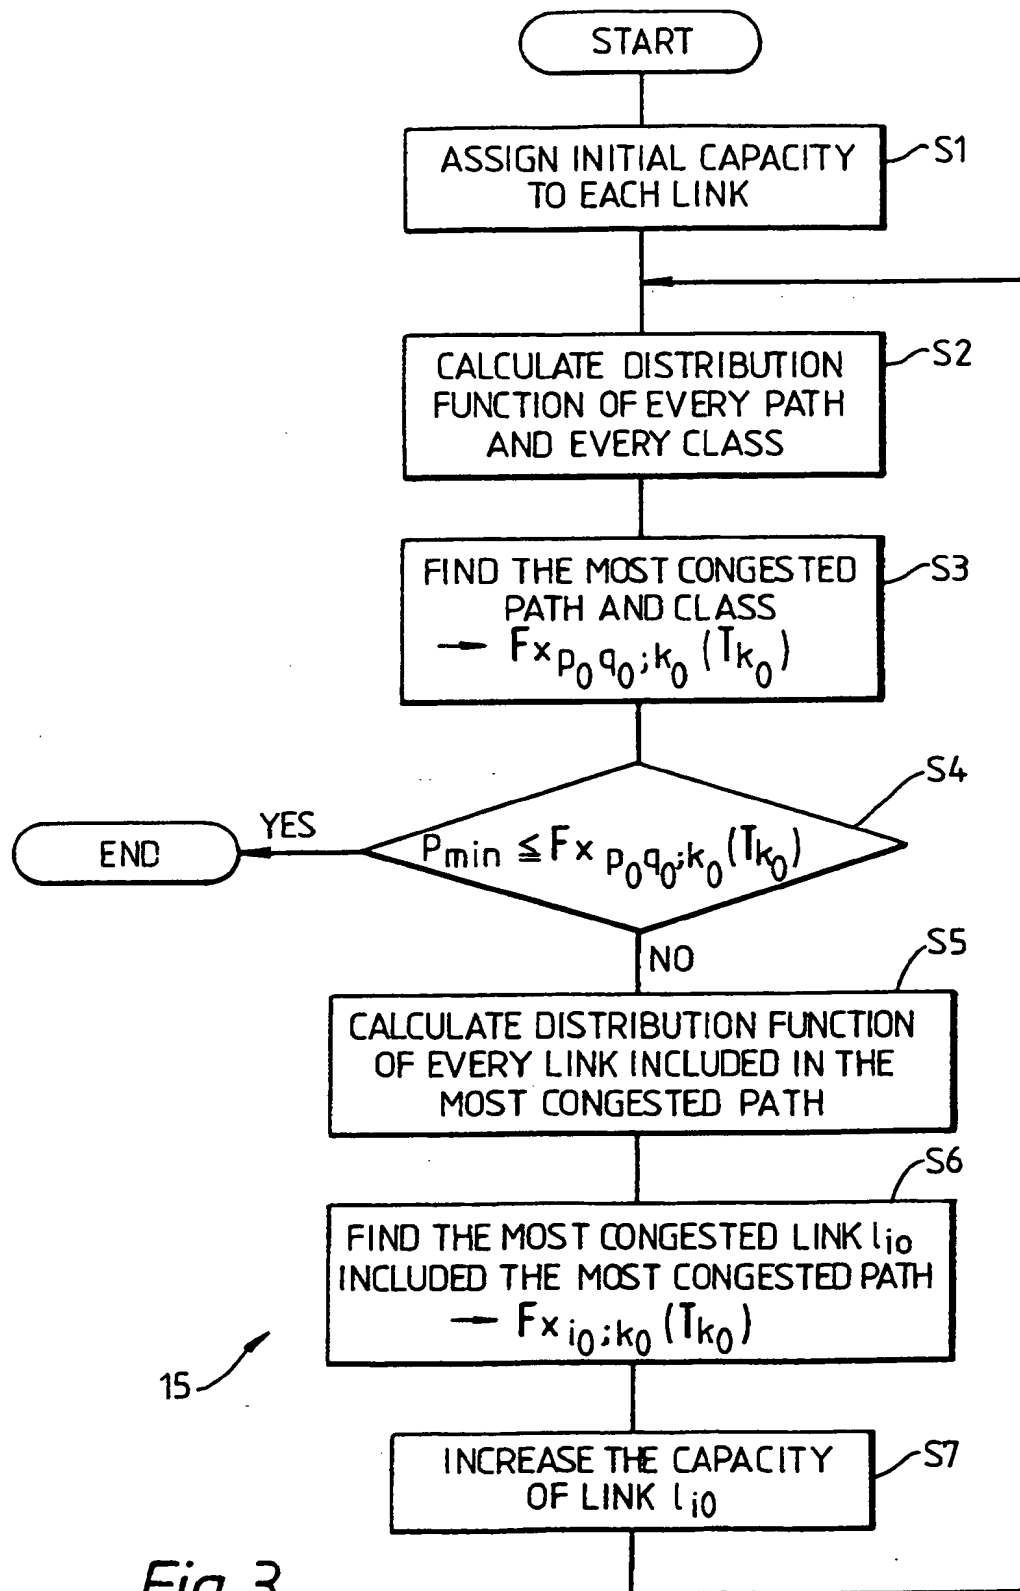 START
ASSIGN INITIAL CAPACITY
TO EACH LINK
S1
CALCULATE DISTRIBUTION
FUNCTION OF EVERY PATH
AND EVERY CLASS
S2
FIND THE MOST CONGESTED
PATH AND CLASS
→ Fx p₀q₀;k₀ (Tk₀)
S3
S4
Pmin ≦ Fx p₀q₀;k₀ (Tk₀)
YES
END
NO
S5
CALCULATE DISTRIBUTION FUNCTION
OF EVERY LINK INCLUDED IN THE
MOST CONGESTED PATH
S6
FIND THE MOST CONGESTED LINK li0
INCLUDED THE MOST CONGESTED PATH
→ Fx i₀;k₀ (Tk₀)
15
INCREASE THE CAPACITY
OF LINK li0
S7
Fig 3